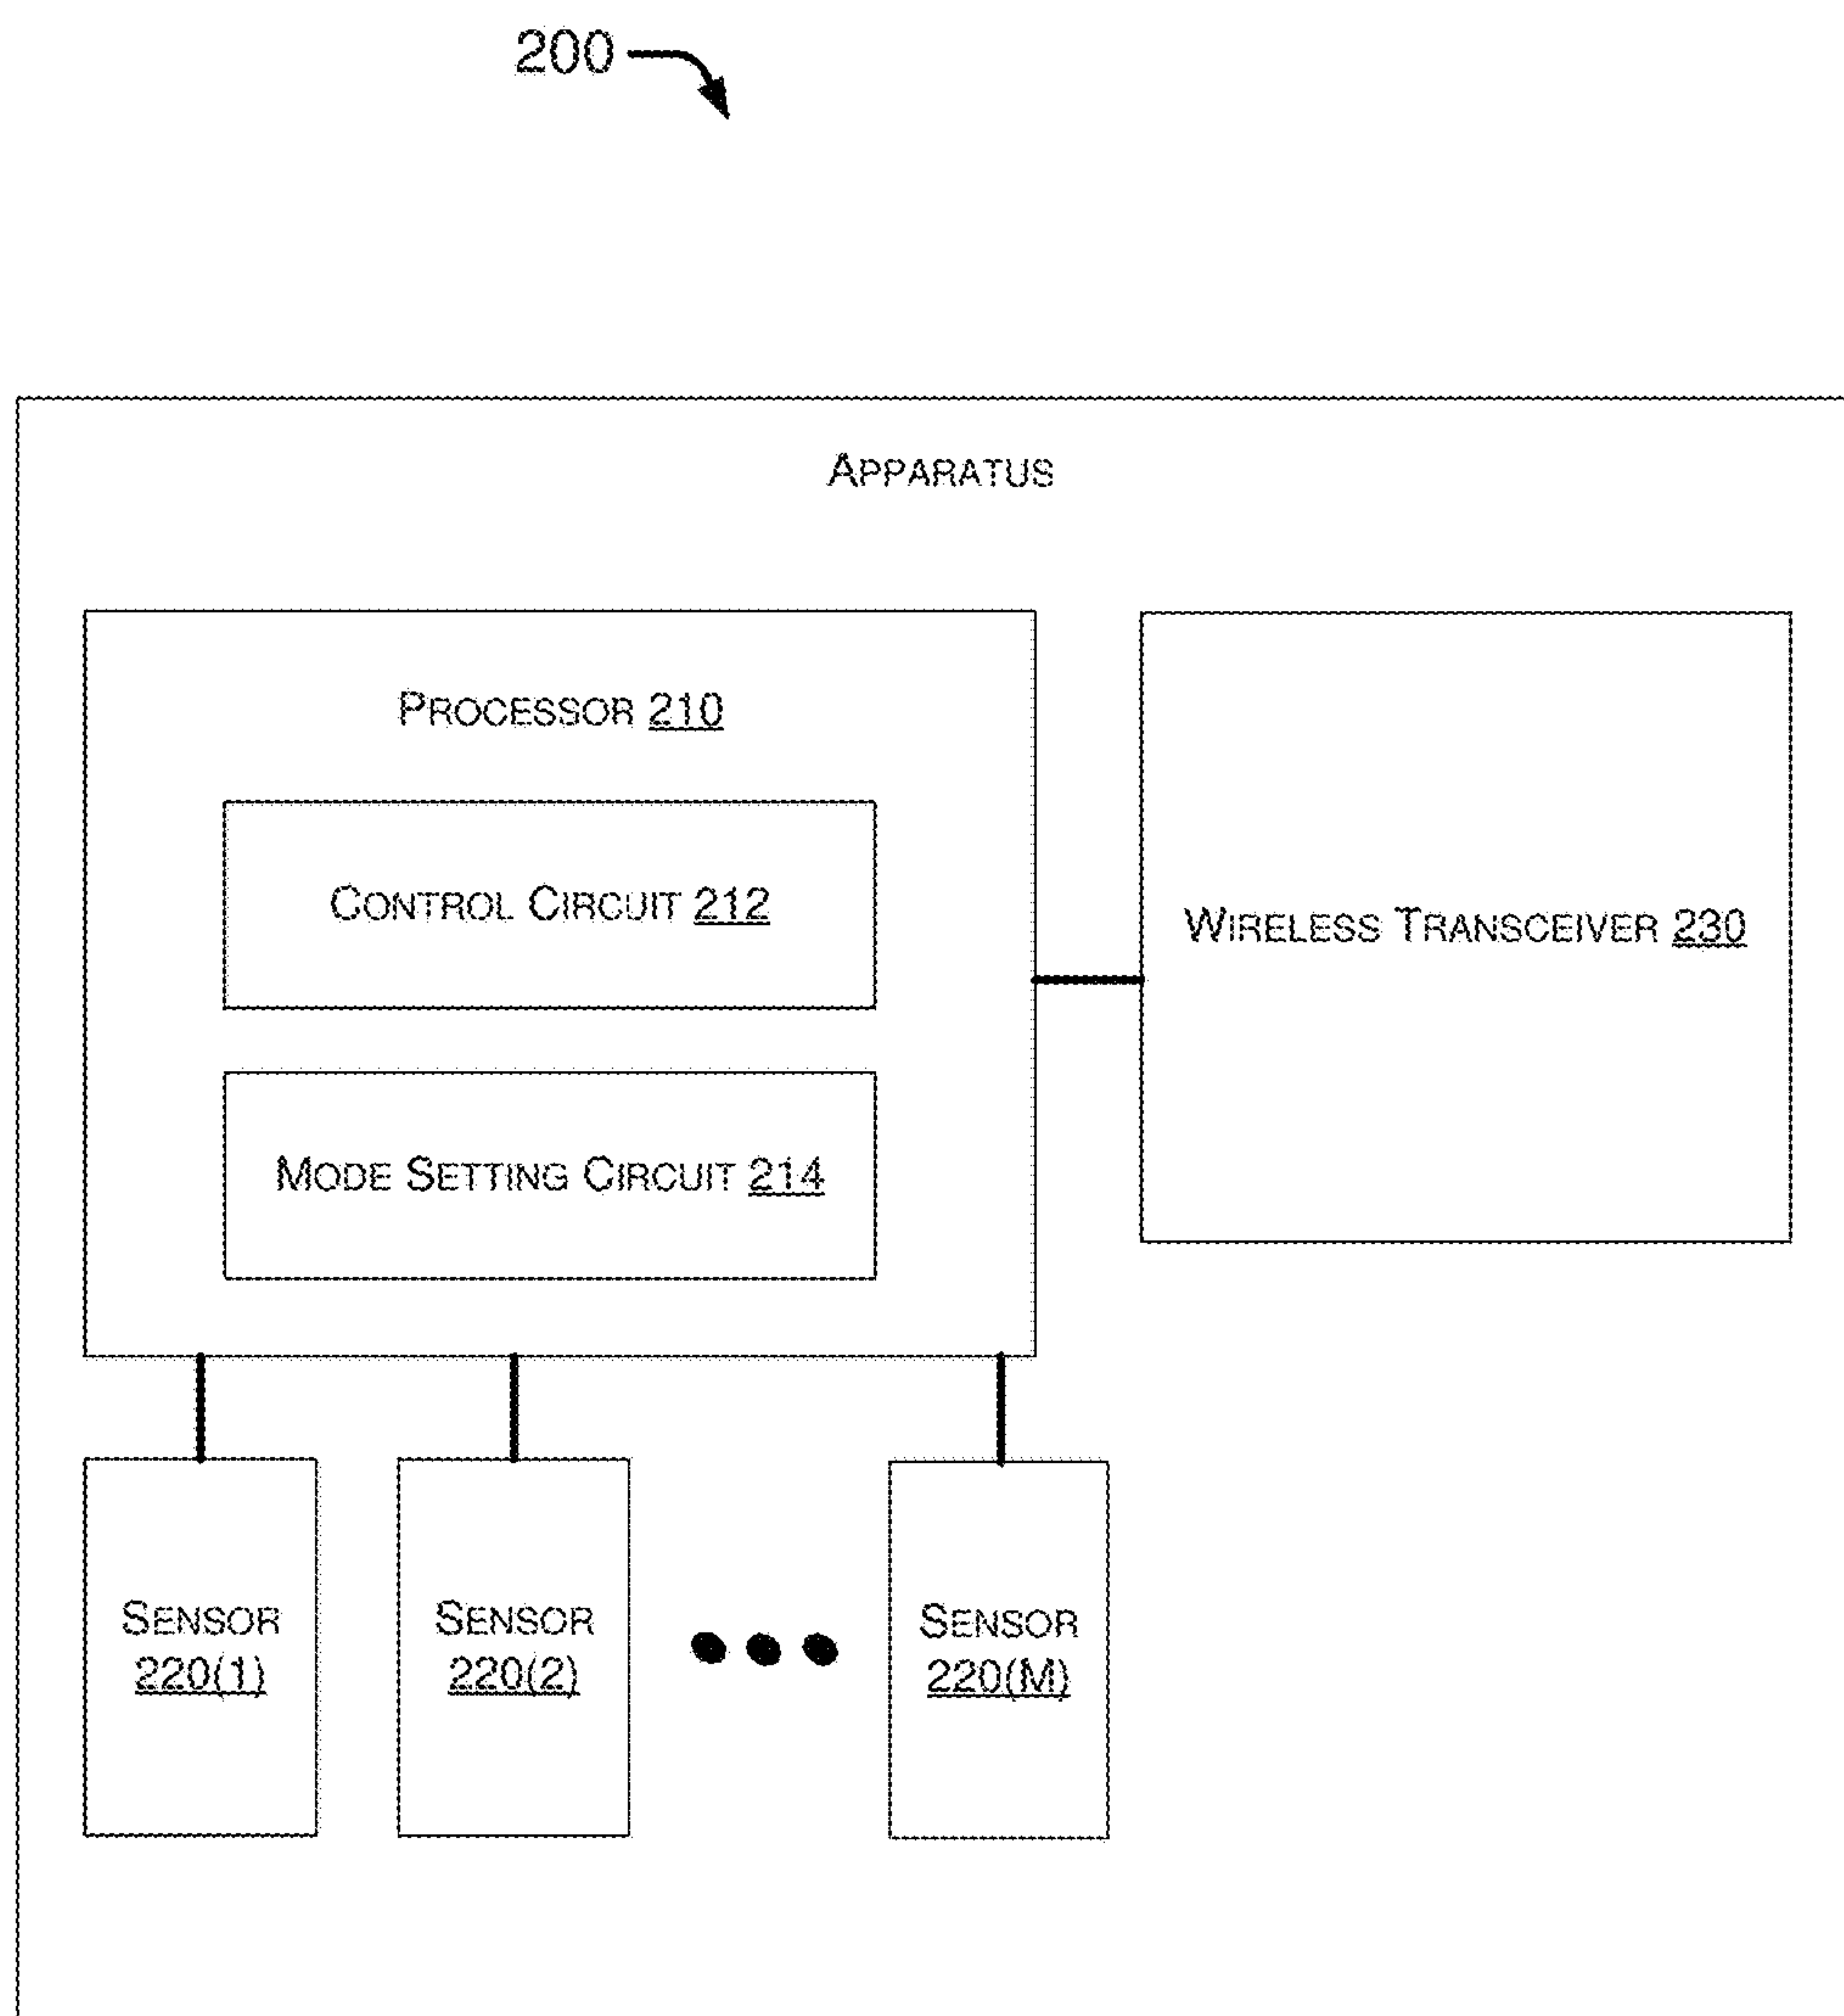 200
APPARATUS
PROCESSOR 210
CONTROL CIRCUIT 212
WIRELESS TRANSCEIVER 230
MODE SETTING CIRCUIT 214
SENSOR
220(1)
SENSOR
220(2)
SENSOR
220(M)